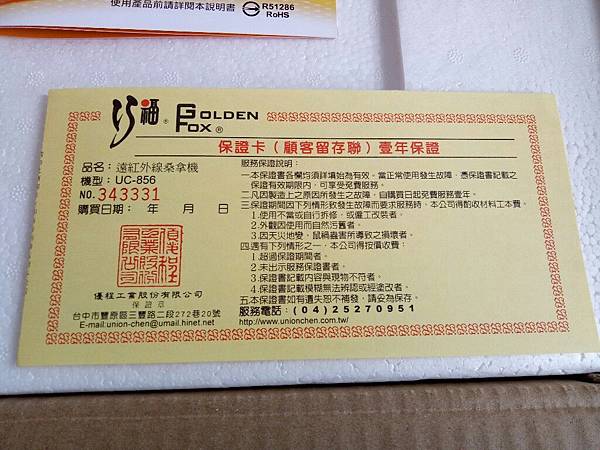 使用產品前請詳閱本說明書
R51286
RoHS
巧福® GOLDEN FOX®
保證卡（顧客留存聯）壹年保證
品名：遠紅外線桑拿機
機型：UC-856
NO. 343331
購買日期： 年 月 日
優程工業股份有限公司
保證章
台中市豐原區三豐路二段272巷20號
E-mail:union-chen@umail.hinet.net
服務保證說明：
一本保證書各欄均須詳填始為有效。當正常使用發生故障，憑保證書記載之
保證有效期限內，可享受免費服務。
二凡因製造上之原因所發生之故障，自購買日起免費服務壹年。
三保證期間因下列情形致發生故障而要求服務時，本公司得酌收材料工本費。
1.使用不當或自行拆修，或僱工改裝者。
2.外觀因使用而自然污舊者。
3.因天火地變、鼠螞蟲害所導致之損害者。
四遇有下列情形之一，本公司得按價收費：
1.超過保證期間者。
2.未出示服務保證書者。
3.保證書記載內容與現物不符者。
4.保證書記載模糊無法辨認或經塗改者。
五本保證書如有遺失恕不補發，請妥為保存。
服務電話：(04)25270951
http://www.unionchen.com.tw/